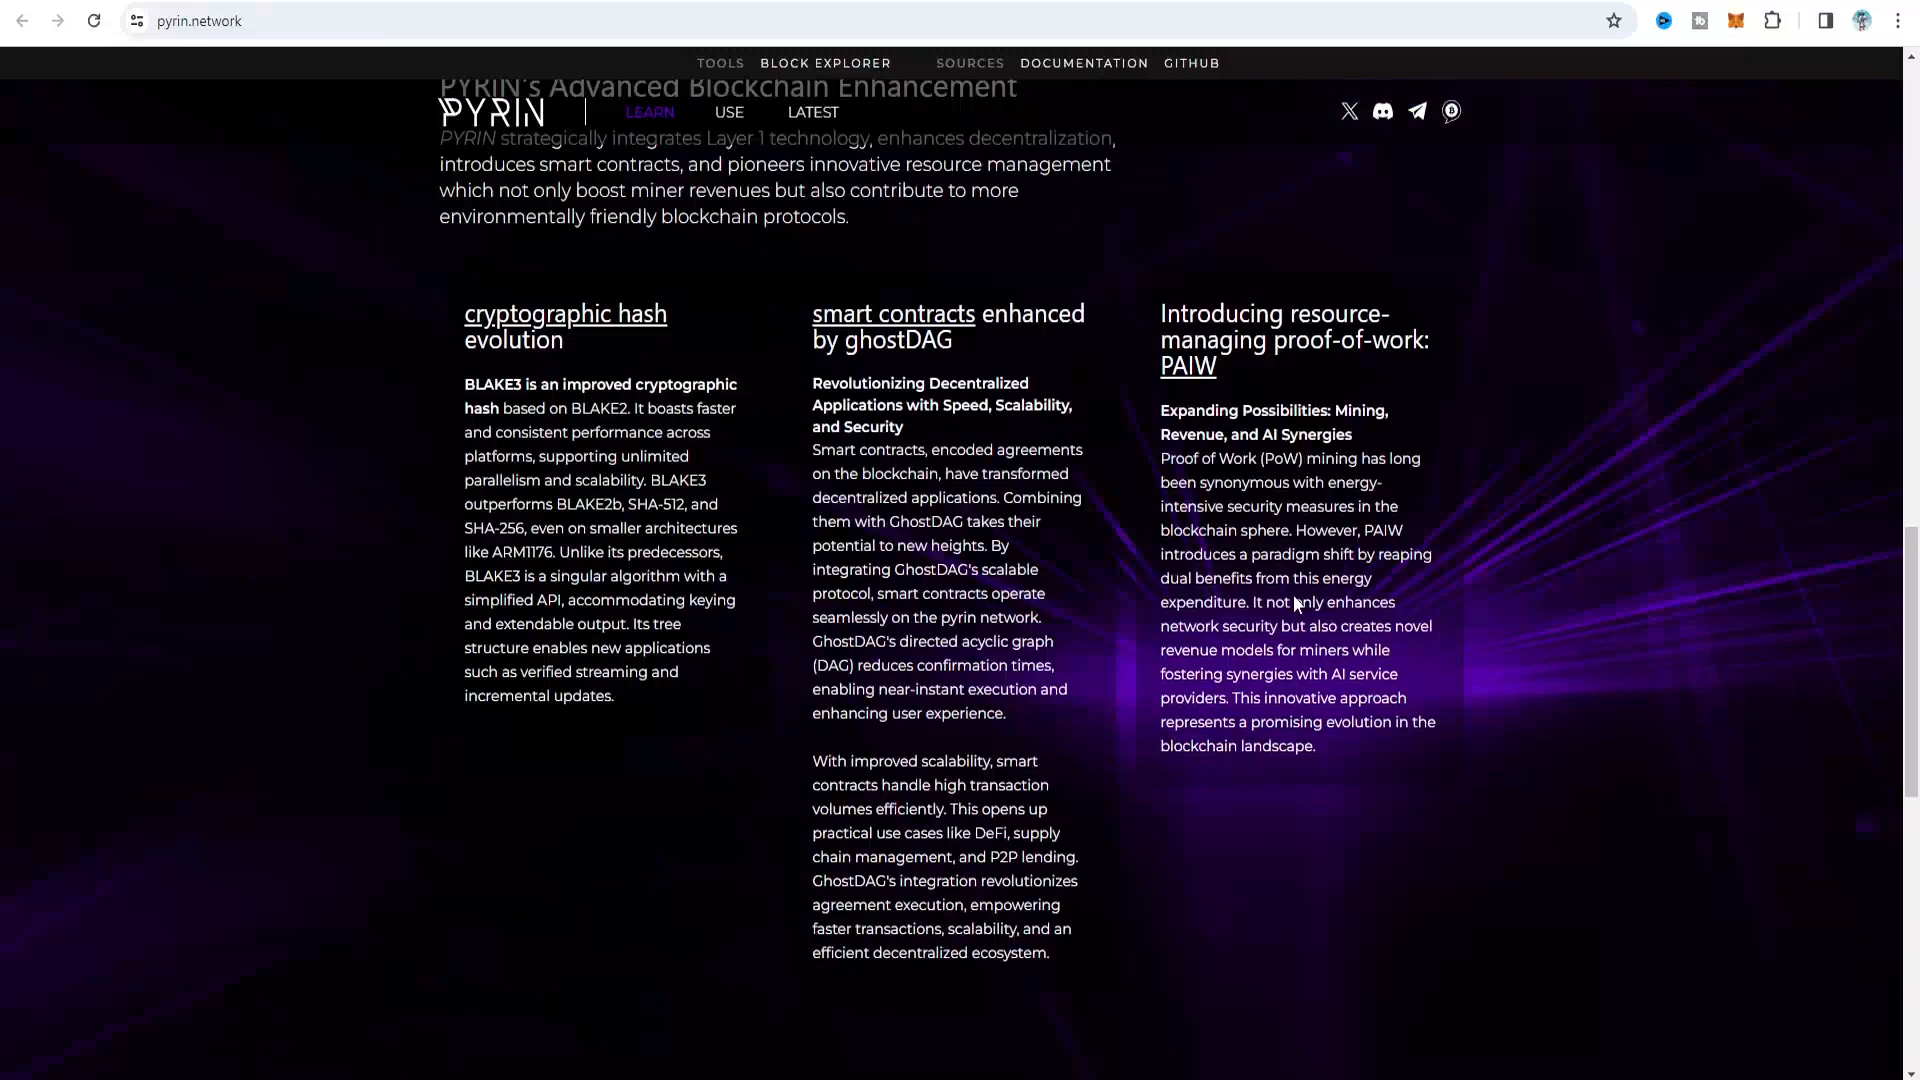 pyrin.network
TOOLS BLOCK EXPLORER SOURCES DOCUMENTATION GITHUB
PYRIN's Advanced Blockchain Enhancement
PYRIN LEARN USE LATEST
PYRIN strategically integrates Layer 1 technology, enhances decentralization,
introduces smart contracts, and pioneers innovative resource management
which not only boost miner revenues but also contribute to more
environmentally friendly blockchain protocols.
cryptographic hash
evolution
BLAKE3 is an improved cryptographic
hash based on BLAKE2. It boasts faster
and consistent performance across
platforms, supporting unlimited
parallelism and scalability. BLAKE3
outperforms BLAKE2b, SHA-512, and
SHA-256, even on smaller architectures
like ARM1176. Unlike its predecessors,
BLAKE3 is a singular algorithm with a
simplified API, accommodating keying
and extendable output. Its tree
structure enables new applications
such as verified streaming and
incremental updates.
smart contracts enhanced
by ghostDAG
Revolutionizing Decentralized
Applications with Speed, Scalability,
and Security
Smart contracts, encoded agreements
on the blockchain, have transformed
decentralized applications. Combining
them with GhostDAG takes their
potential to new heights. By
integrating GhostDAG's scalable
protocol, smart contracts operate
seamlessly on the pyrin network.
GhostDAG's directed acyclic graph
(DAG) reduces confirmation times,
enabling near-instant execution and
enhancing user experience.
With improved scalability, smart
contracts handle high transaction
volumes efficiently. This opens up
practical use cases like DeFi, supply
chain management, and P2P lending.
GhostDAG's integration revolutionizes
agreement execution, empowering
faster transactions, scalability, and an
efficient decentralized ecosystem.
Introducing resource-
managing proof-of-work:
PAIW
Expanding Possibilities: Mining,
Revenue, and AI Synergies
Proof of Work (PoW) mining has long
been synonymous with energy-
intensive security measures in the
blockchain sphere. However, PAIW
introduces a paradigm shift by reaping
dual benefits from this energy
expenditure. It not only enhances
network security but also creates novel
revenue models for miners while
fostering synergies with AI service
providers. This innovative approach
represents a promising evolution in the
blockchain landscape.